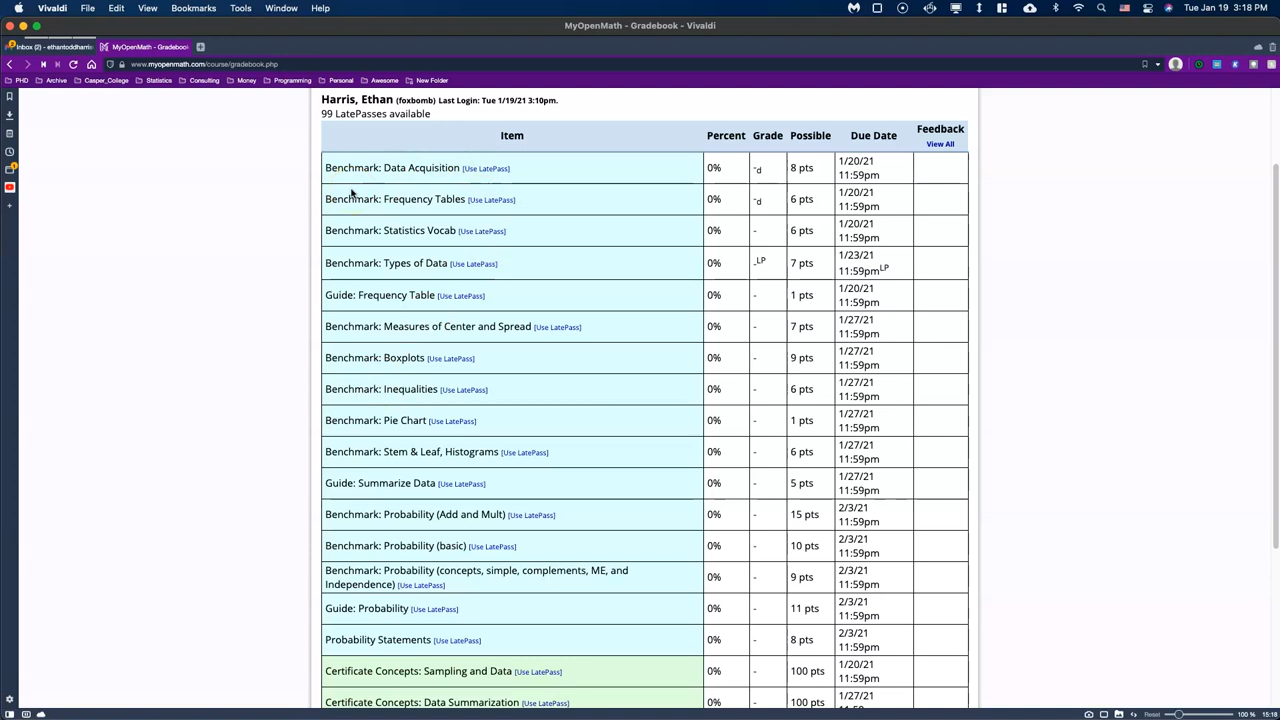 Vivaldi File Edit View Bookmarks Tools Window Help Tue Jan 19 3:18 PM
MyOpenMath - Gradebook - Vivaldi
Inbox (2) - ethantoddharris MyOpenMath - Gradebook
www.myopenmath.com/course/gradebook.php
PHD Archive Casper_College Statistics Consulting Money Programming Personal Awesome New Folder
Harris, Ethan (foxbomb) Last Login: Tue 1/19/21 3:10pm.
99 LatePasses available
Item Percent Grade Possible Due Date Feedback
View All
Benchmark: Data Acquisition [Use LatePass] 0% -d 8 pts 1/20/21
11:59pm
Benchmark: Frequency Tables [Use LatePass] 0% -d 6 pts 1/20/21
11:59pm
Benchmark: Statistics Vocab [Use LatePass] 0% - 6 pts 1/20/21
11:59pm
Benchmark: Types of Data [Use LatePass] 0% -LP 7 pts 1/23/21
11:59pmLP
Guide: Frequency Table [Use LatePass] 0% - 1 pts 1/20/21
11:59pm
Benchmark: Measures of Center and Spread [Use LatePass] 0% - 7 pts 1/27/21
11:59pm
Benchmark: Boxplots [Use LatePass] 0% - 9 pts 1/27/21
11:59pm
Benchmark: Inequalities [Use LatePass] 0% - 6 pts 1/27/21
11:59pm
Benchmark: Pie Chart [Use LatePass] 0% - 1 pts 1/27/21
11:59pm
Benchmark: Stem & Leaf, Histograms [Use LatePass] 0% - 6 pts 1/27/21
11:59pm
Guide: Summarize Data [Use LatePass] 0% - 5 pts 1/27/21
11:59pm
Benchmark: Probability (Add and Mult) [Use LatePass] 0% - 15 pts 2/3/21
11:59pm
Benchmark: Probability (basic) [Use LatePass] 0% - 10 pts 2/3/21
11:59pm
Benchmark: Probability (concepts, simple, complements, ME, and
Independence) [Use LatePass] 0% - 9 pts 2/3/21
11:59pm
Guide: Probability [Use LatePass] 0% - 11 pts 2/3/21
11:59pm
Probability Statements [Use LatePass] 0% - 8 pts 2/3/21
11:59pm
Certificate Concepts: Sampling and Data [Use LatePass] 0% - 100 pts 1/20/21
11:59pm
Certificate Concepts: Data Summarization [Use LatePass] 0% - 100 pts 1/27/21
Reset 100 % 15:18